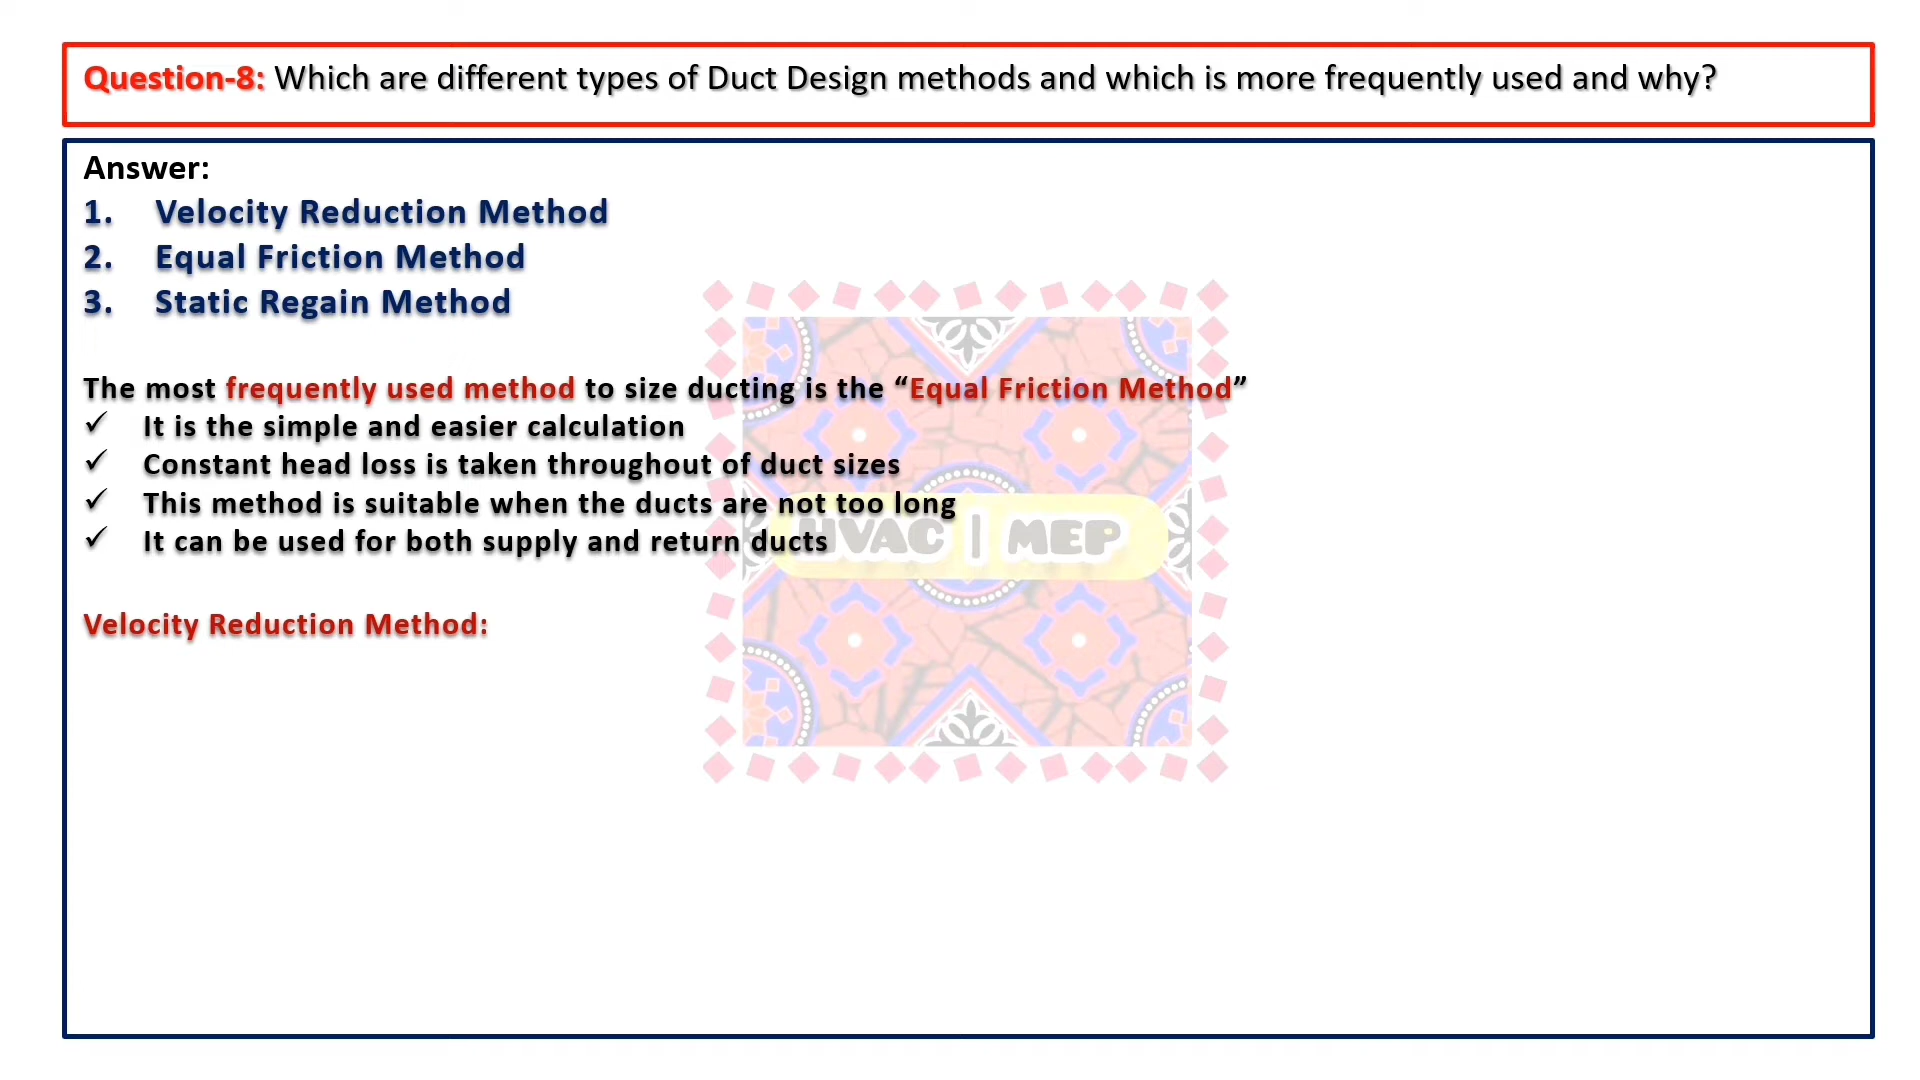 Question-8: Which are different types of Duct Design methods and which is more frequently used and why?
Answer:
1. Velocity Reduction Method
2. Equal Friction Method
3. Static Regain Method
The most frequently used method to size ducting is the “Equal Friction Method”
✓ It is the simple and easier calculation
✓ Constant head loss is taken throughout of duct sizes
✓ This method is suitable when the ducts are not too long
✓ It can be used for both supply and return ducts
HVAC | MEP
Velocity Reduction Method: